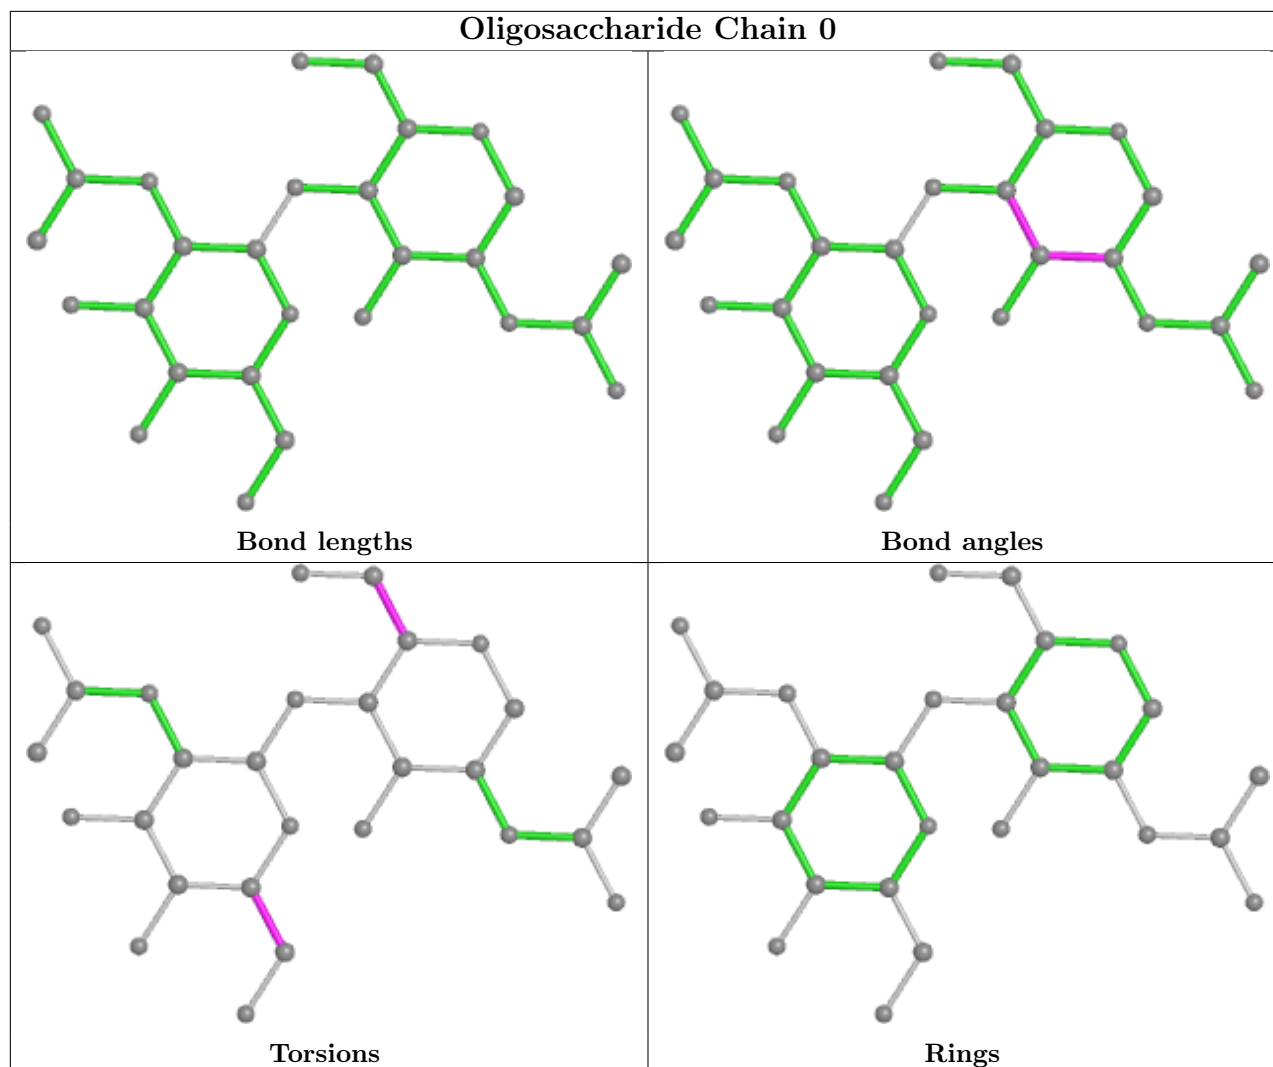 Oligosaccharide Chain 0
Bond lengths
Bond angles
Torsions
Rings